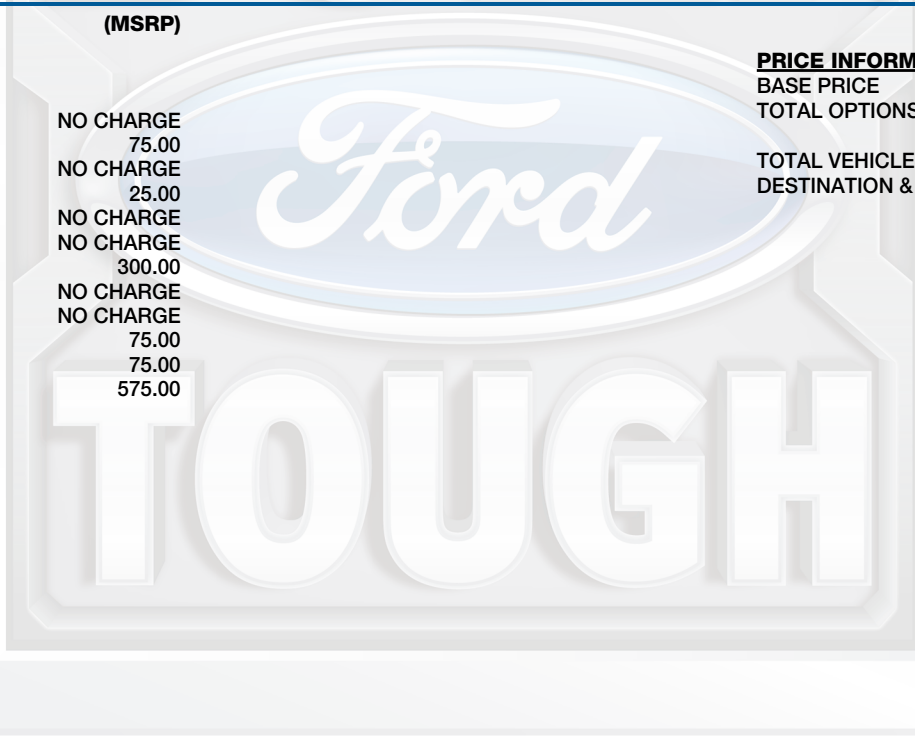 (MSRP)
NO CHARGE
75.00
NO CHARGE
25.00
NO CHARGE
NO CHARGE
300.00
NO CHARGE
NO CHARGE
75.00
75.00
575.00
PRICE INFORM
BASE PRICE
TOTAL OPTIONS
TOTAL VEHICLE
DESTINATION &
Ford
TOUGH